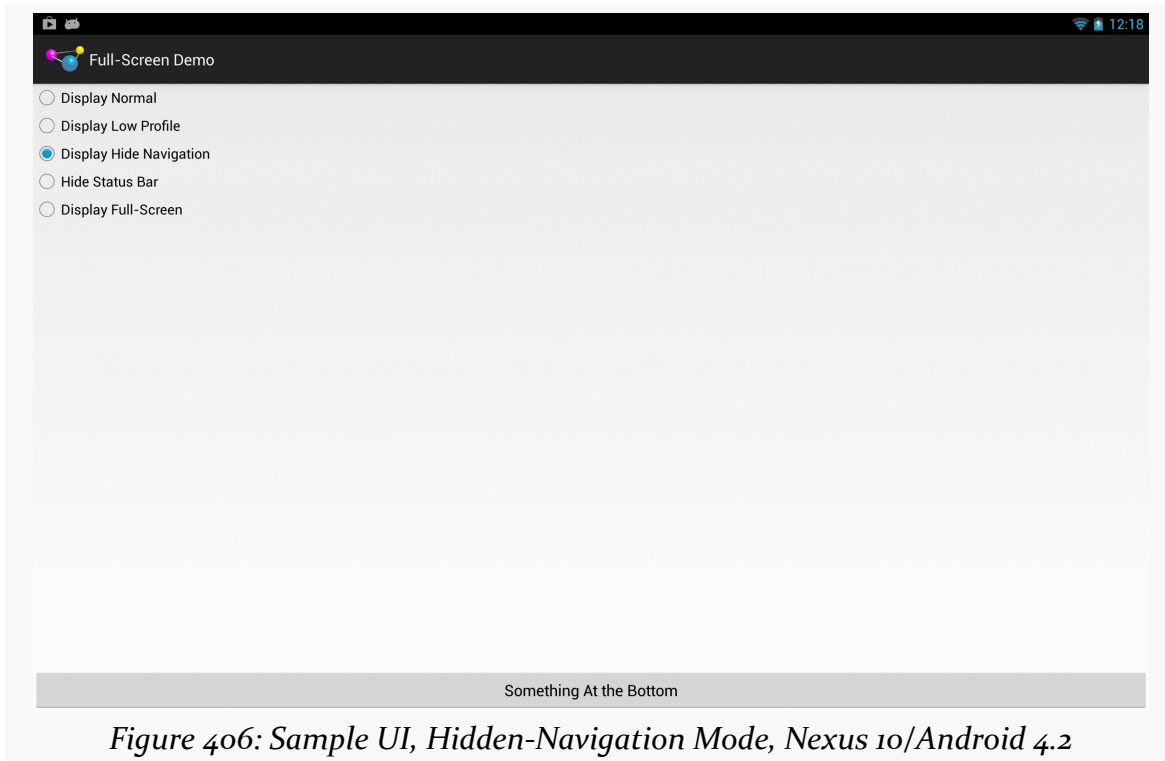 12:18
Full-Screen Demo
Display Normal
Display Low Profile
Display Hide Navigation
Hide Status Bar
Display Full-Screen
Something At the Bottom
Figure 406: Sample UI, Hidden-Navigation Mode, Nexus 10/Android 4.2